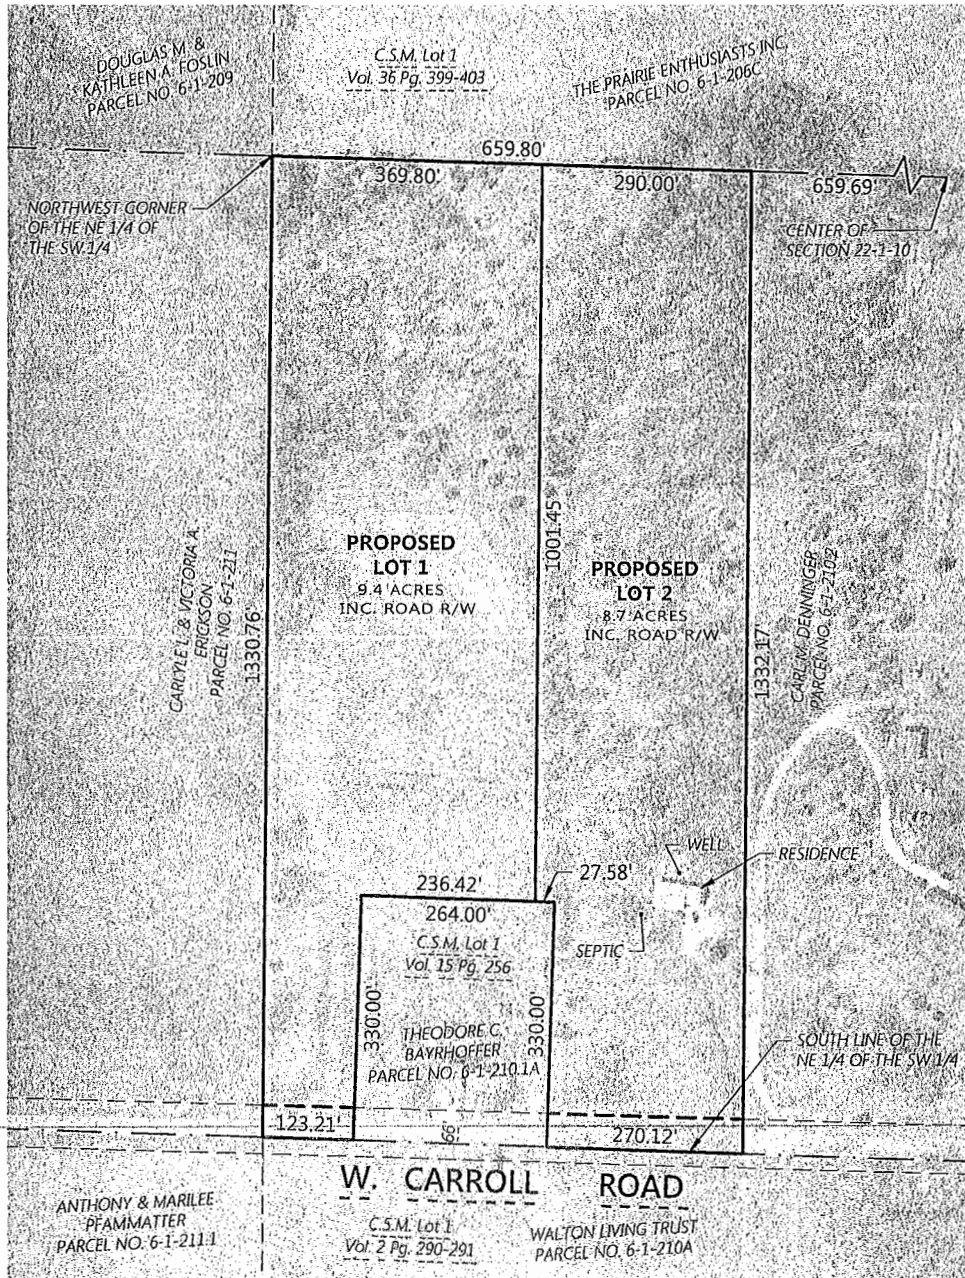 DOUGLAS M. &
KATHLEEN A. FOSLIN
PARCEL NO. 6-1-209
C.S.M. Lot 1
Vol. 36 Pg. 399-403
THE PRAIRIE ENTHUSIASTS INC.
PARCEL NO. 6-1-206C
659.80'
369.80'
290.00'
659.69'
NORTHWEST CORNER
OF THE NE 1/4 OF
THE SW 1/4
CENTER OF
SECTION 22-1-10
CARLYLE L. & VICTORIA A.
ERICKSON
PARCEL NO. 6-1-211
1330.76'
PROPOSED
LOT 1
9.4 ACRES
INC. ROAD R/W
1001.45'
PROPOSED
LOT 2
8.7 ACRES
INC. ROAD R/W
1332.17'
CARL M. DENNINGER
PARCEL NO. 6-1-210.2
WELL
RESIDENCE
27.58'
236.42'
264.00'
SEPTIC
C.S.M. Lot 1
Vol. 15 Pg. 256
330.00'
330.00'
THEODORE C.
BAYRHOFFER
PARCEL NO. 6-1-210.1A
SOUTH LINE OF THE
NE 1/4 OF THE SW 1/4
123.21'
66'
270.12'
W. CARROLL ROAD
ANTHONY & MARILEE
PFAMMATTER
PARCEL NO. 6-1-211.1
C.S.M. Lot 1
Vol. 2 Pg. 290-291
WALTON LIVING TRUST
PARCEL NO. 6-1-210A